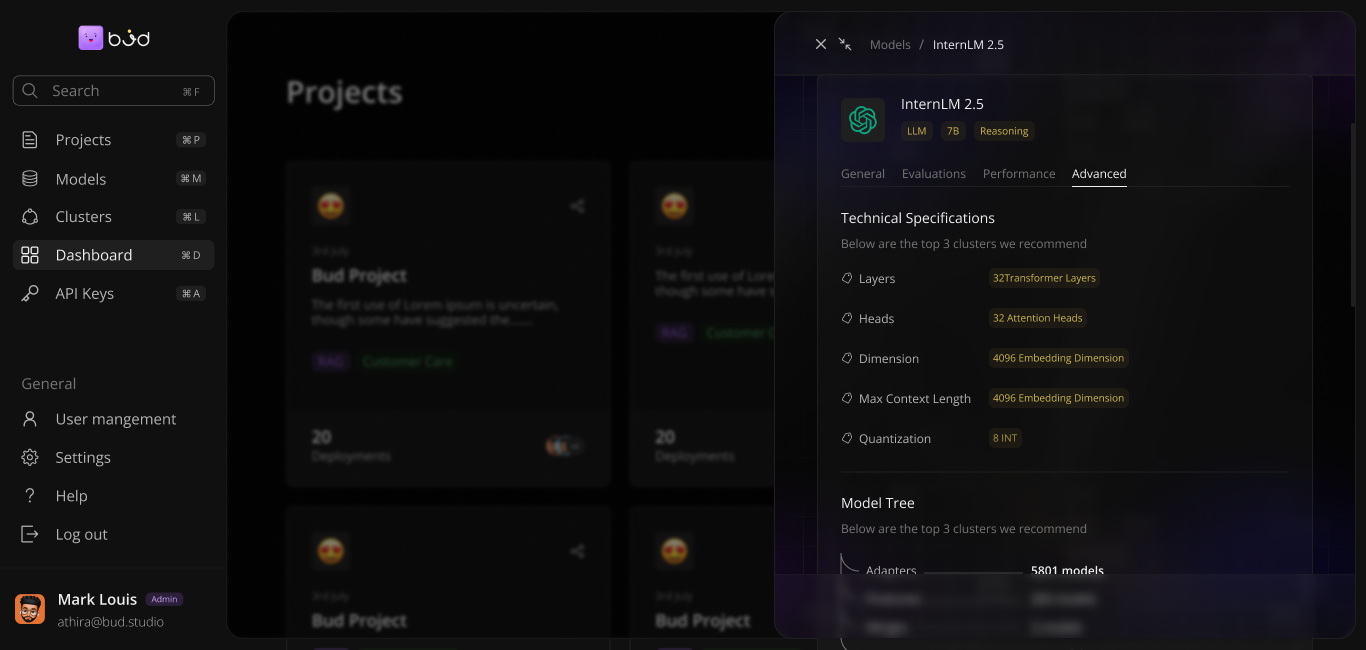 bud
Search ⌘ F
Projects ⌘ P
Models ⌘ M
Clusters ⌘ L
Dashboard ⌘ D
API Keys ⌘ A
General
User mangement
Settings
Help
Log out
Mark Louis Admin
athira@bud.studio
Projects
3rd July
Bud Project
The first use of Lorem ipsum is uncertain,
though some have suggested the......
RAG Customer Care
20
Deployments
3rd July
The first use of Lore
though some have s
RAG Customer C
20
Deployments
3rd July
Bud Project
3rd July
Bud Project
Models / InternLM 2.5
InternLM 2.5
LLM 7B Reasoning
General Evaluations Performance Advanced
Technical Specifications
Below are the top 3 clusters we recommend
Layers 32Transformer Layers
Heads 32 Attention Heads
Dimension 4096 Embedding Dimension
Max Context Length 4096 Embedding Dimension
Quantization 8 INT
Model Tree
Below are the top 3 clusters we recommend
Adapters 5801 models